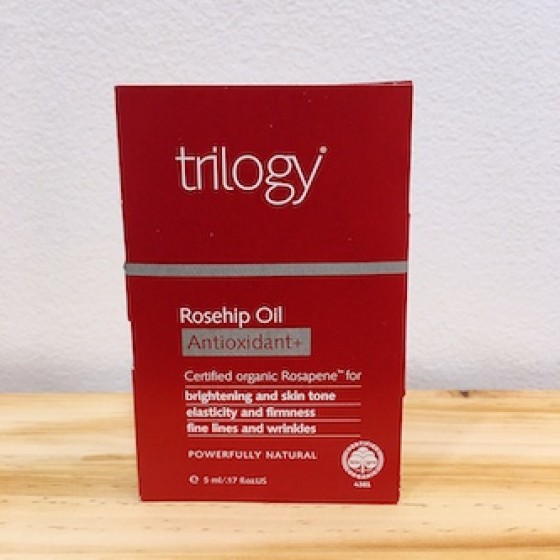 trilogy
Rosehip Oil
Antioxidant+
Certified organic Rosapene™ for
brightening and skin tone
elasticity and firmness
fine lines and wrinkles
POWERFULLY NATURAL
℮ 5 ml/.17 fl.oz.US